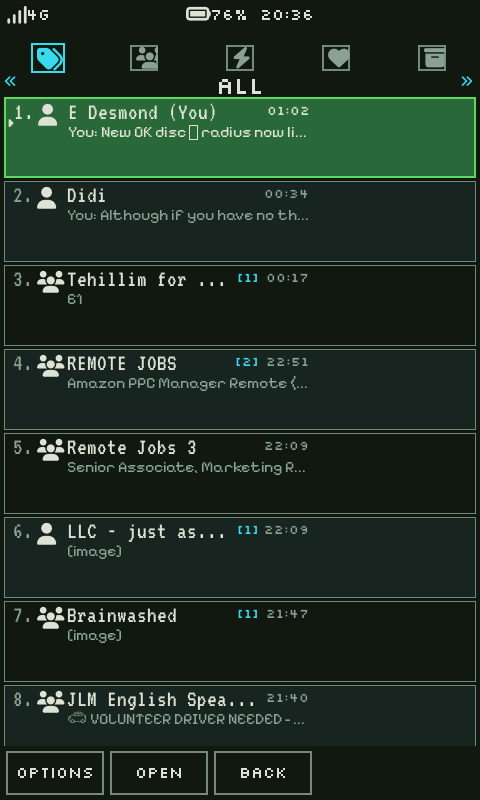 4G 76% 20:36
« »
ALL
1. E Desmond (You) 01:02
You: New OK disc radius now li...
2. Didi 00:34
You: Although if you have no th...
3. Tehillim for ... [1] 00:17
61
4. REMOTE JOBS [2] 22:51
Amazon PPC Manager Remote (...
5. Remote Jobs 3 22:09
Senior Associate, Marketing R...
6. LLC - just as... [1] 22:09
(image)
7. Brainwashed [1] 21:47
(image)
8. JLM English Spea... 21:40
🚗 VOLUNTEER DRIVER NEEDED -...
OPTIONS OPEN BACK